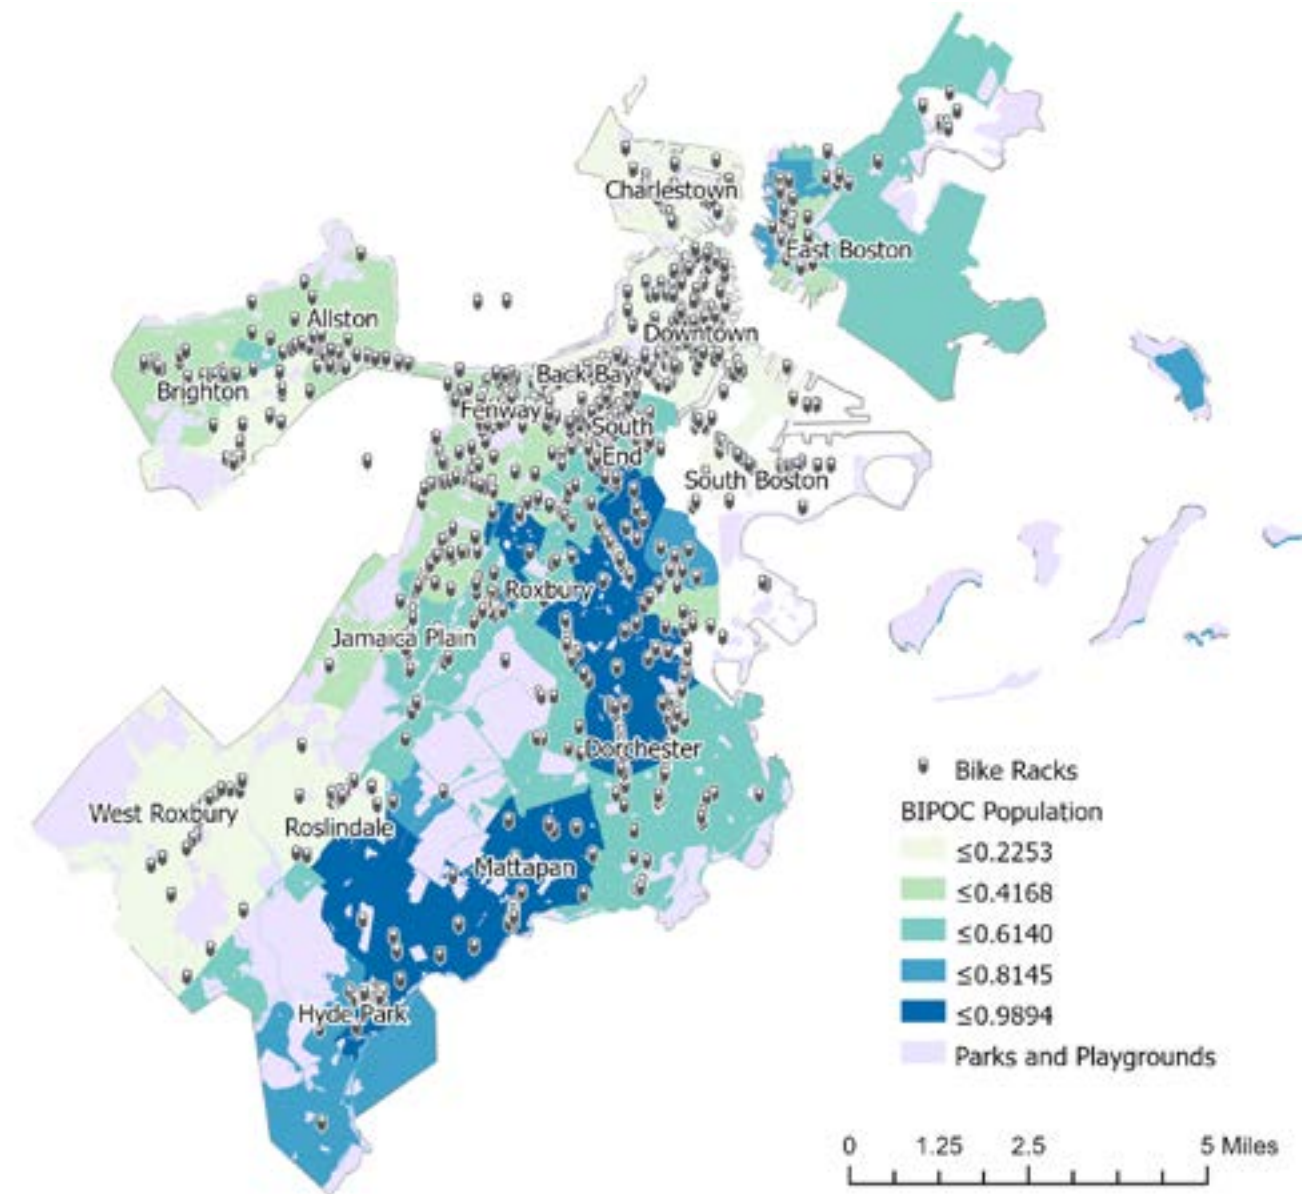 Charlestown
East Boston
Allston
Downtown
Back Bay
Brighton
Fenway
South
End
South Boston
Roxbury
Jamaica Plain
Dorchester
West Roxbury
Roslindale
Mattapan
Hyde Park
Bike Racks
BIPOC Population
≤0.2253
≤0.4168
≤0.6140
≤0.8145
≤0.9894
Parks and Playgrounds
0 1.25 2.5 5 Miles